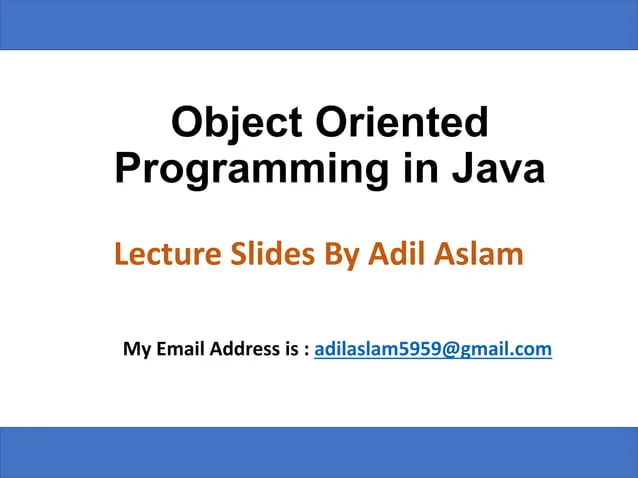 Object Oriented
Programming in Java
Lecture Slides By Adil Aslam
My Email Address is : adilaslam5959@gmail.com